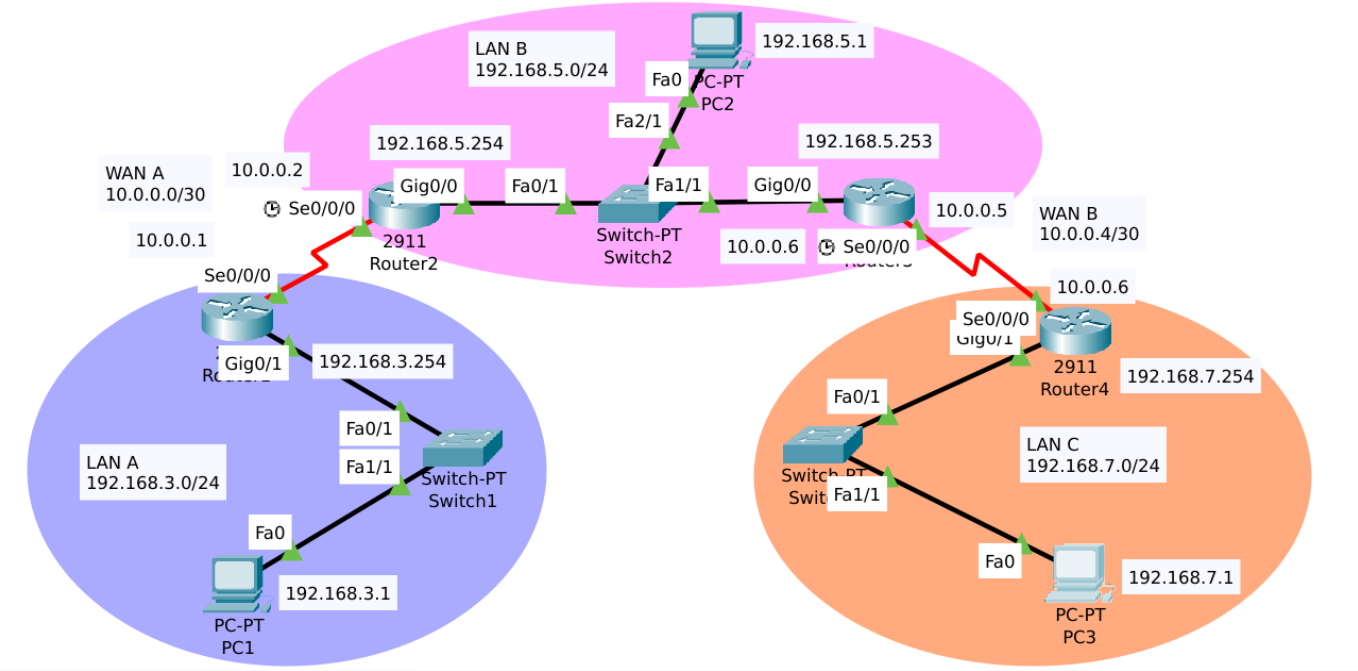 192.168.5.1
LAN B
192.168.5.0/24
Fa0
PC-PT
PC2
Fa2/1
192.168.5.254
192.168.5.253
WAN A
10.0.0.0/30
10.0.0.2
Gig0/0
Fa0/1
Fa1/1
Gig0/0
Se0/0/0
10.0.0.5
WAN B
10.0.0.4/30
10.0.0.1
2911
Router2
Switch-PT
Switch2
10.0.0.6
Se0/0/0
Se0/0/0
10.0.0.6
Se0/0/0
Gig0/1
Gig0/1
192.168.3.254
2911
Router4
192.168.7.254
Fa0/1
Fa0/1
LAN A
192.168.3.0/24
Fa1/1
Switch-PT
Switch1
LAN C
192.168.7.0/24
Switch-PT
Fa1/1
Fa0
Fa0
192.168.3.1
192.168.7.1
PC-PT
PC1
PC-PT
PC3